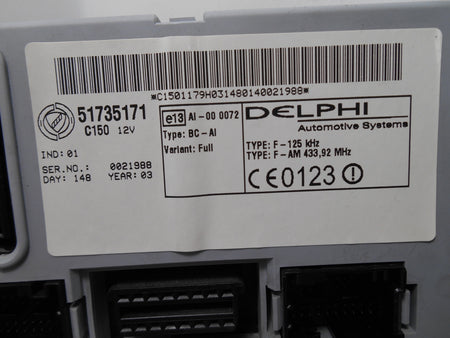 *C1501179H031480140021988*
51735171
C150 12V
IND:01
SER.NO.: 0021988
DAY: 148 YEAR: 03
e13 AI-00 0072
Type: BC-AI
Variant: Full
DELPHI
Automotive Systems
TYPE: F-125 kHz
TYPE: F-AM 433,92 MHz
CE0123